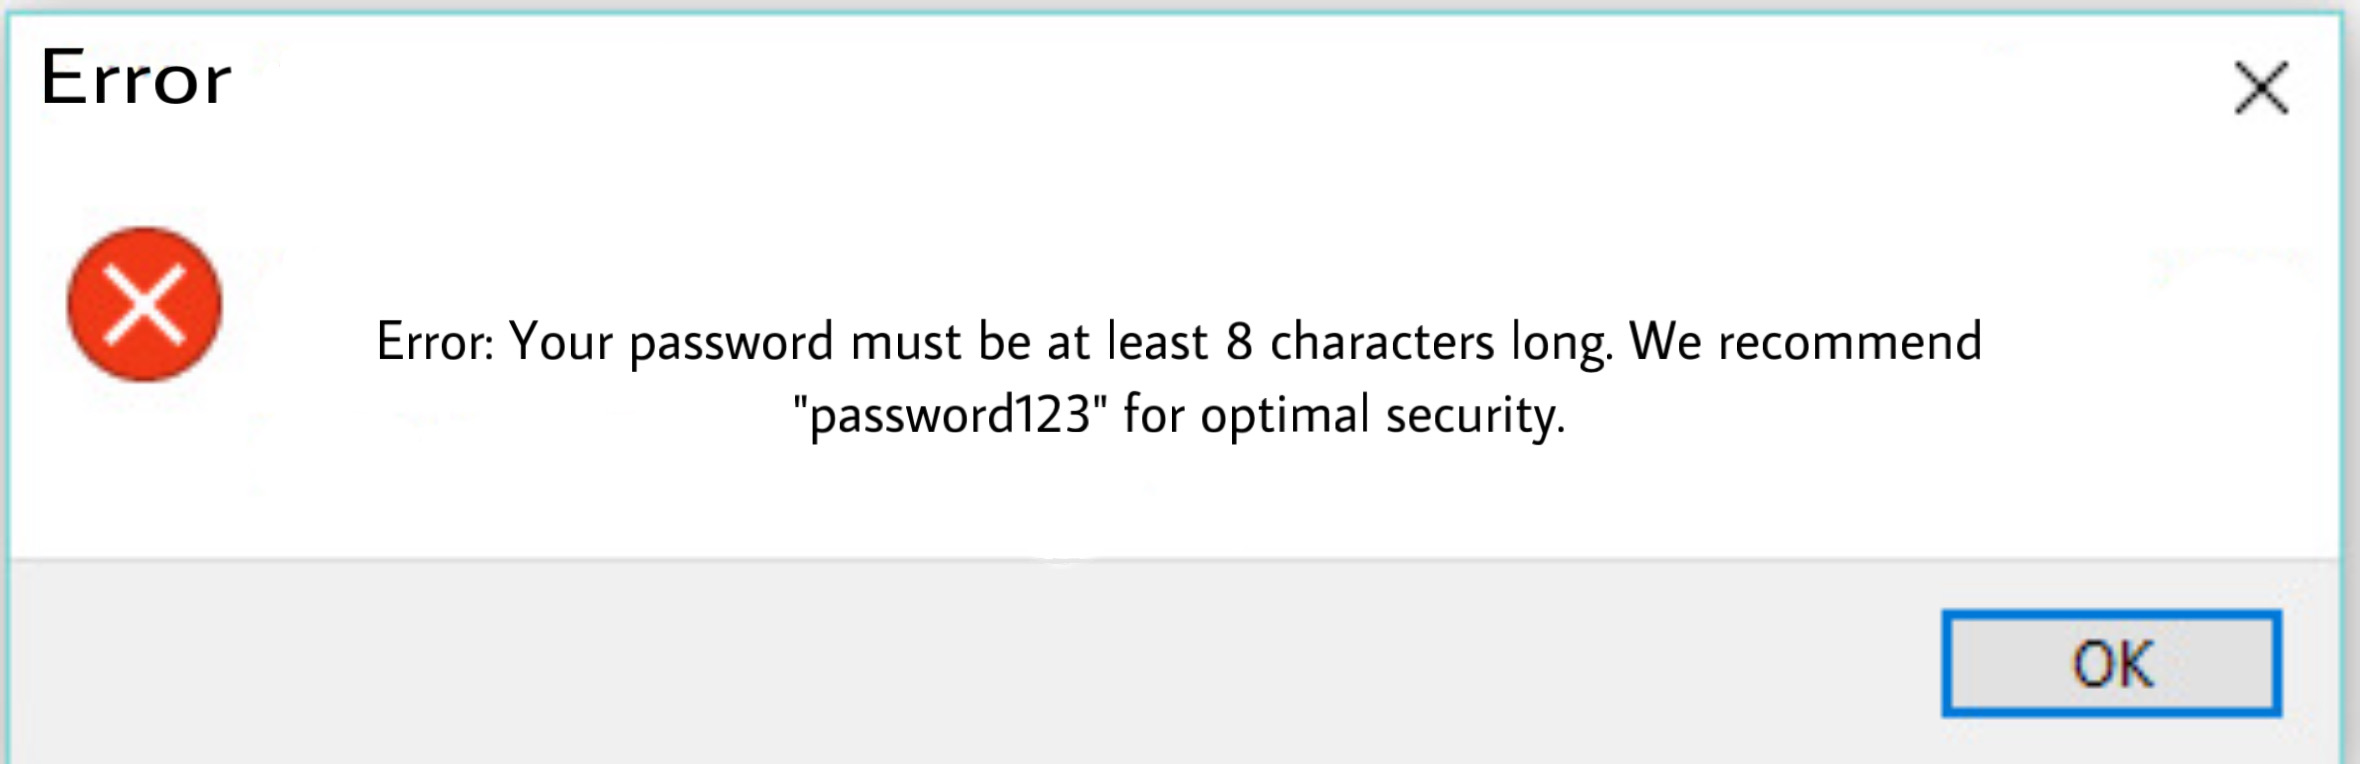 Error
Error: Your password must be at least 8 characters long. We recommend
"password123" for optimal security.
OK